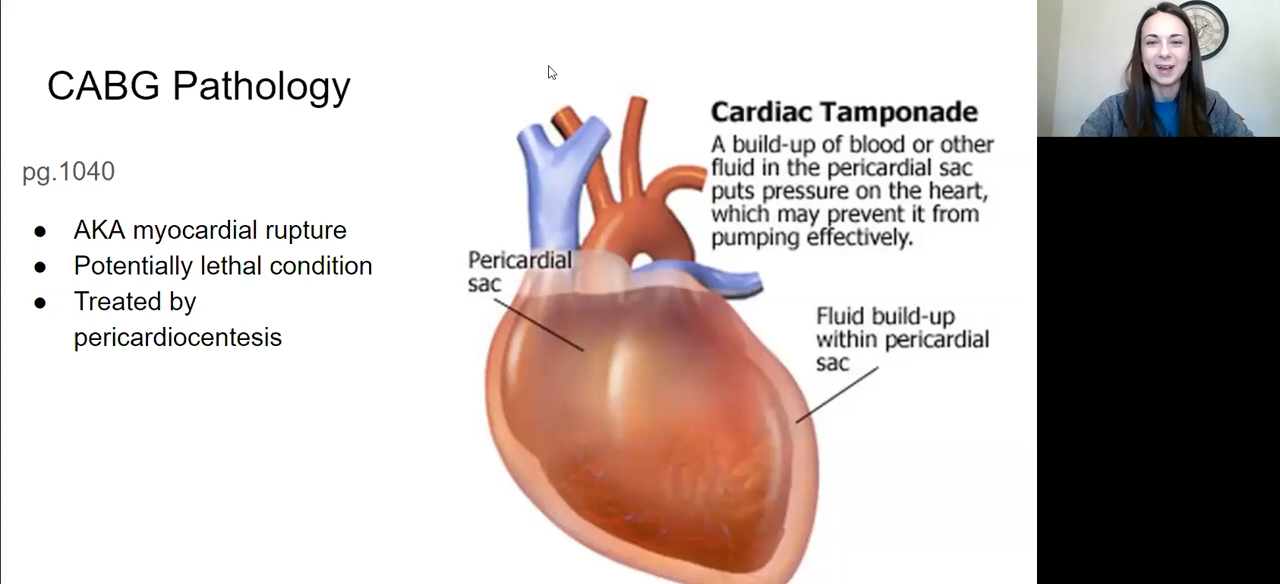 CABG Pathology
pg.1040
● AKA myocardial rupture
● Potentially lethal condition
● Treated by
pericardiocentesis
Cardiac Tamponade
A build-up of blood or other
fluid in the pericardial sac
puts pressure on the heart,
which may prevent it from
pumping effectively.
Pericardial
sac
Fluid build-up
within pericardial
sac